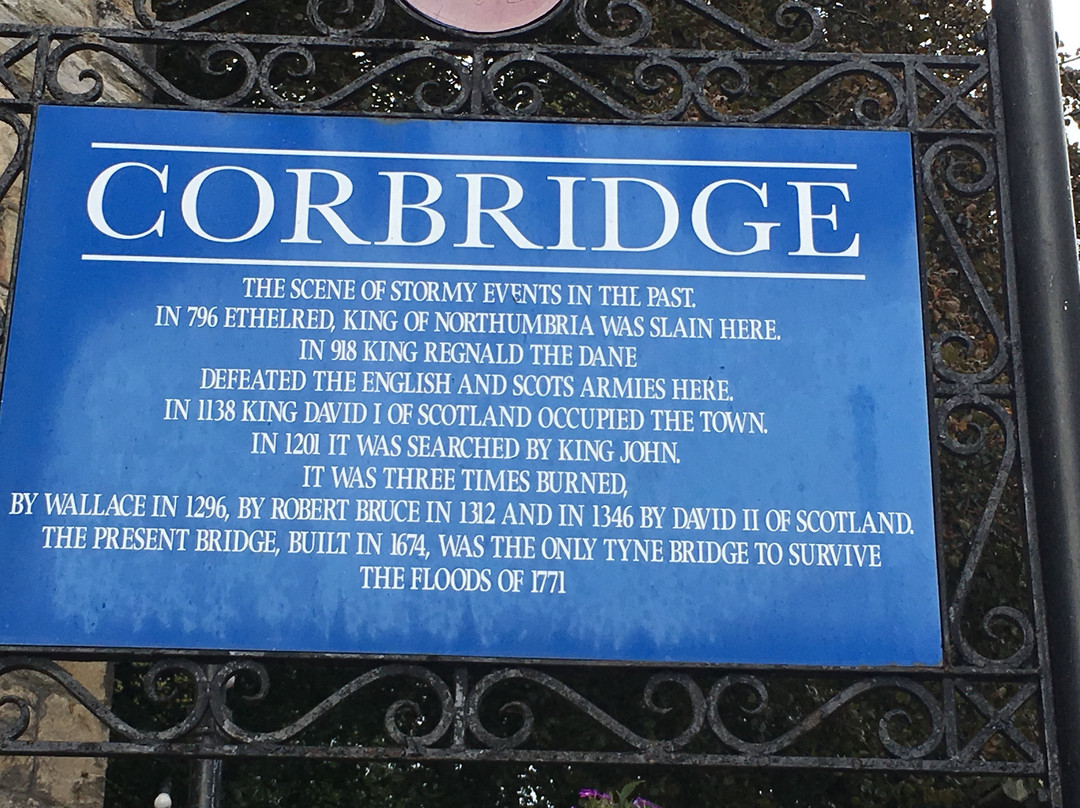 CORBRIDGE
THE SCENE OF STORMY EVENTS IN THE PAST.
IN 796 ETHELRED, KING OF NORTHUMBRIA WAS SLAIN HERE.
IN 918 KING REGNALD THE DANE
DEFEATED THE ENGLISH AND SCOTS ARMIES HERE.
IN 1138 KING DAVID I OF SCOTLAND OCCUPIED THE TOWN.
IN 1201 IT WAS SEARCHED BY KING JOHN.
IT WAS THREE TIMES BURNED,
BY WALLACE IN 1296, BY ROBERT BRUCE IN 1312 AND IN 1346 BY DAVID II OF SCOTLAND.
THE PRESENT BRIDGE, BUILT IN 1674, WAS THE ONLY TYNE BRIDGE TO SURVIVE
THE FLOODS OF 1771